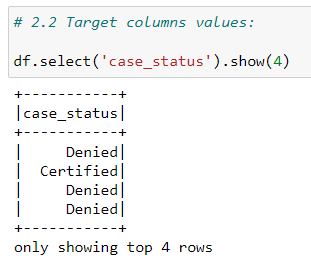 # 2.2 Target columns values:
df.select('case_status').show(4)
+-----------+
|case_status|
+-----------+
|     Denied|
|  Certified|
|     Denied|
|     Denied|
+-----------+
only showing top 4 rows